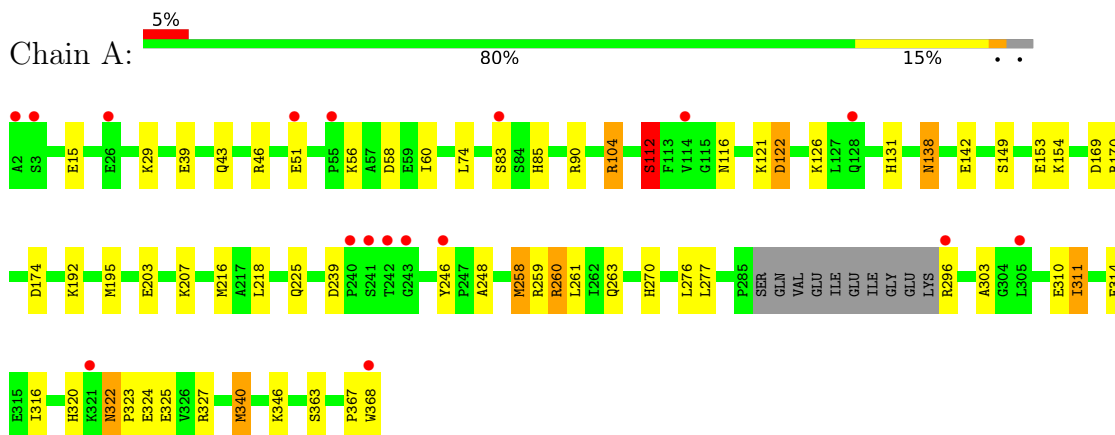 5%
Chain A:
80% 15% • •
A2 S3 E15 E26 K29 E39 Q43 R46 E51 P55 K56 A57 D58 E59 I60 L74 S83 S84 H85 R90 R104 S112 F113 V114 G115 N116 K121 D122 K126 L127 Q128 H131 N138 E142 S149 E153 K154 D169
D174 K192 M195 E203 K207 M216 A217 L218 Q225 D239 P240 S241 T242 G243 Y246 P247 A248 M258 R259 R260 L261 I262 Q263 H270 L276 L277 P285 SER GLN VAL GLU ILE GLU ILE GLY GLU LYS R296 A303 G304 L305 E310 I311
E315 I316 H320 K321 N322 P323 E324 E325 V326 R327 M340 K346 S363 P367 W368